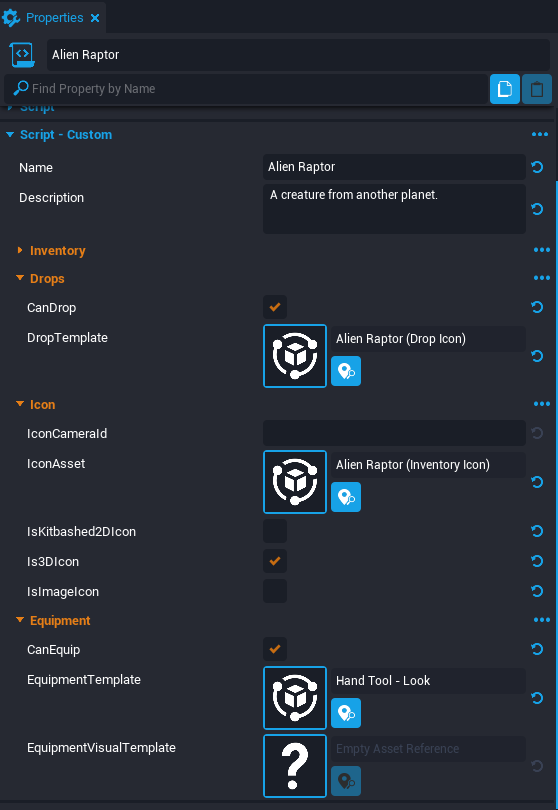 Properties
Alien Raptor
Find Property by Name
Script
Script - Custom
Name
Alien Raptor
Description
A creature from another planet.
Inventory
Drops
CanDrop
DropTemplate
Alien Raptor (Drop Icon)
Icon
IconCameraId
IconAsset
Alien Raptor (Inventory Icon)
IsKitbashed2DIcon
Is3DIcon
IsImageIcon
Equipment
CanEquip
EquipmentTemplate
Hand Tool - Look
EquipmentVisualTemplate
Empty Asset Reference